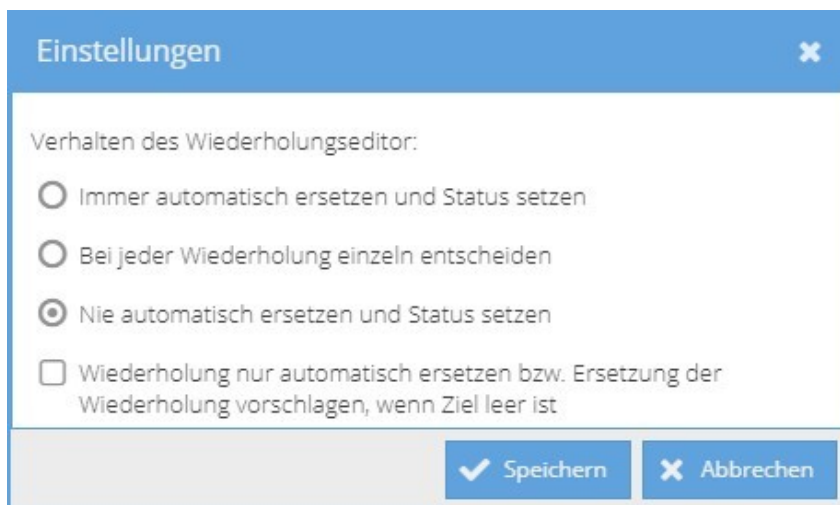 Einstellungen
Verhalten des Wiederholungseditor:
Immer automatisch ersetzen und Status setzen
Bei jeder Wiederholung einzeln entscheiden
Nie automatisch ersetzen und Status setzen
Wiederholung nur automatisch ersetzen bzw. Ersetzung der
Wiederholung vorschlagen, wenn Ziel leer ist
Speichern
Abbrechen